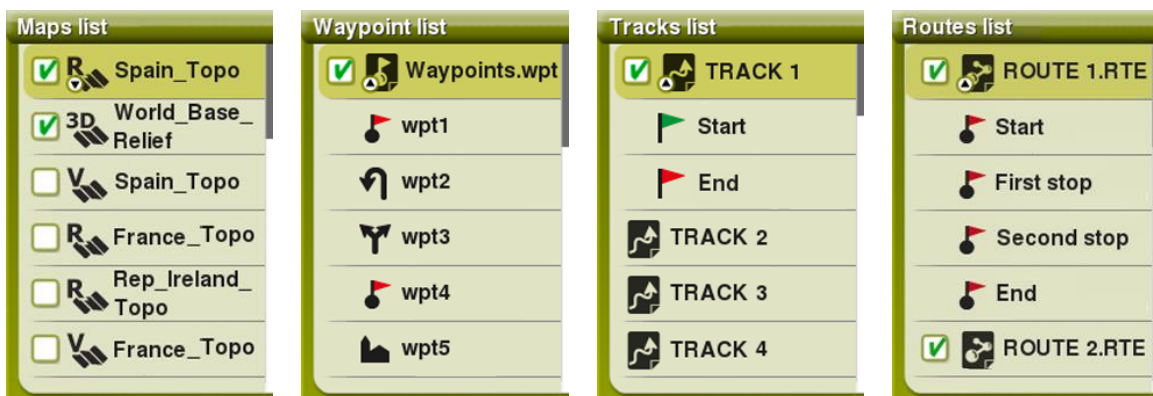 Maps list
R Spain_Topo
3D World_Base_
Relief
V Spain_Topo
R France_Topo
R Rep_Ireland_
Topo
V France_Topo
Waypoint list
Waypoints.wpt
wpt1
wpt2
wpt3
wpt4
wpt5
Tracks list
TRACK 1
Start
End
TRACK 2
TRACK 3
TRACK 4
Routes list
ROUTE 1.RTE
Start
First stop
Second stop
End
ROUTE 2.RTE